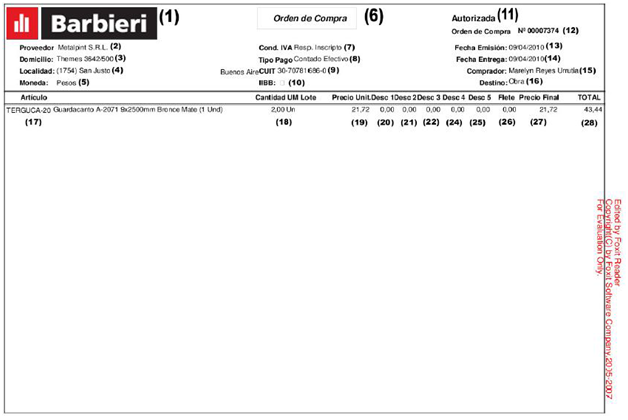 Barbieri (1)
Orden de Compra (6)
Autorizada (11)
Orden de Compra Nº 00007374 (12)
Proveedor Metalpint S.R.L. (2)
Cond. IVA Resp. Inscripto (7)
Fecha Emisión: 09/04/2010 (13)
Domicilio: Themes 3642/500 (3)
Tipo Pago Contado Efectivo (8)
Fecha Entrega: 09/04/2010 (14)
Localidad: (1754) San Justo (4)
Buenos Aires CUIT 30-70781686-0 (9)
Comprador: Marelyn Reyes Urrutia (15)
Moneda: Pesos (5)
IIBB: (10)
Destino: Obra (16)
Artículo Cantidad UM Lote Precio Unit. Desc 1 Desc 2 Desc 3 Desc 4 Desc 5 Flete Precio Final TOTAL
TERGUCA-20 Guardacanto A-2071 9x2500mm Bronce Mate (1 Und) 2,00 Un 21,72 0,00 0,00 0,00 0,00 0,00 0,00 21,72 43,44
(17) (18) (19) (20) (21) (22) (24) (25) (26) (27) (28)
Edited by Foxit Reader
Copyright(C) by Foxit Software Company,2005-2007
For Evaluation Only.